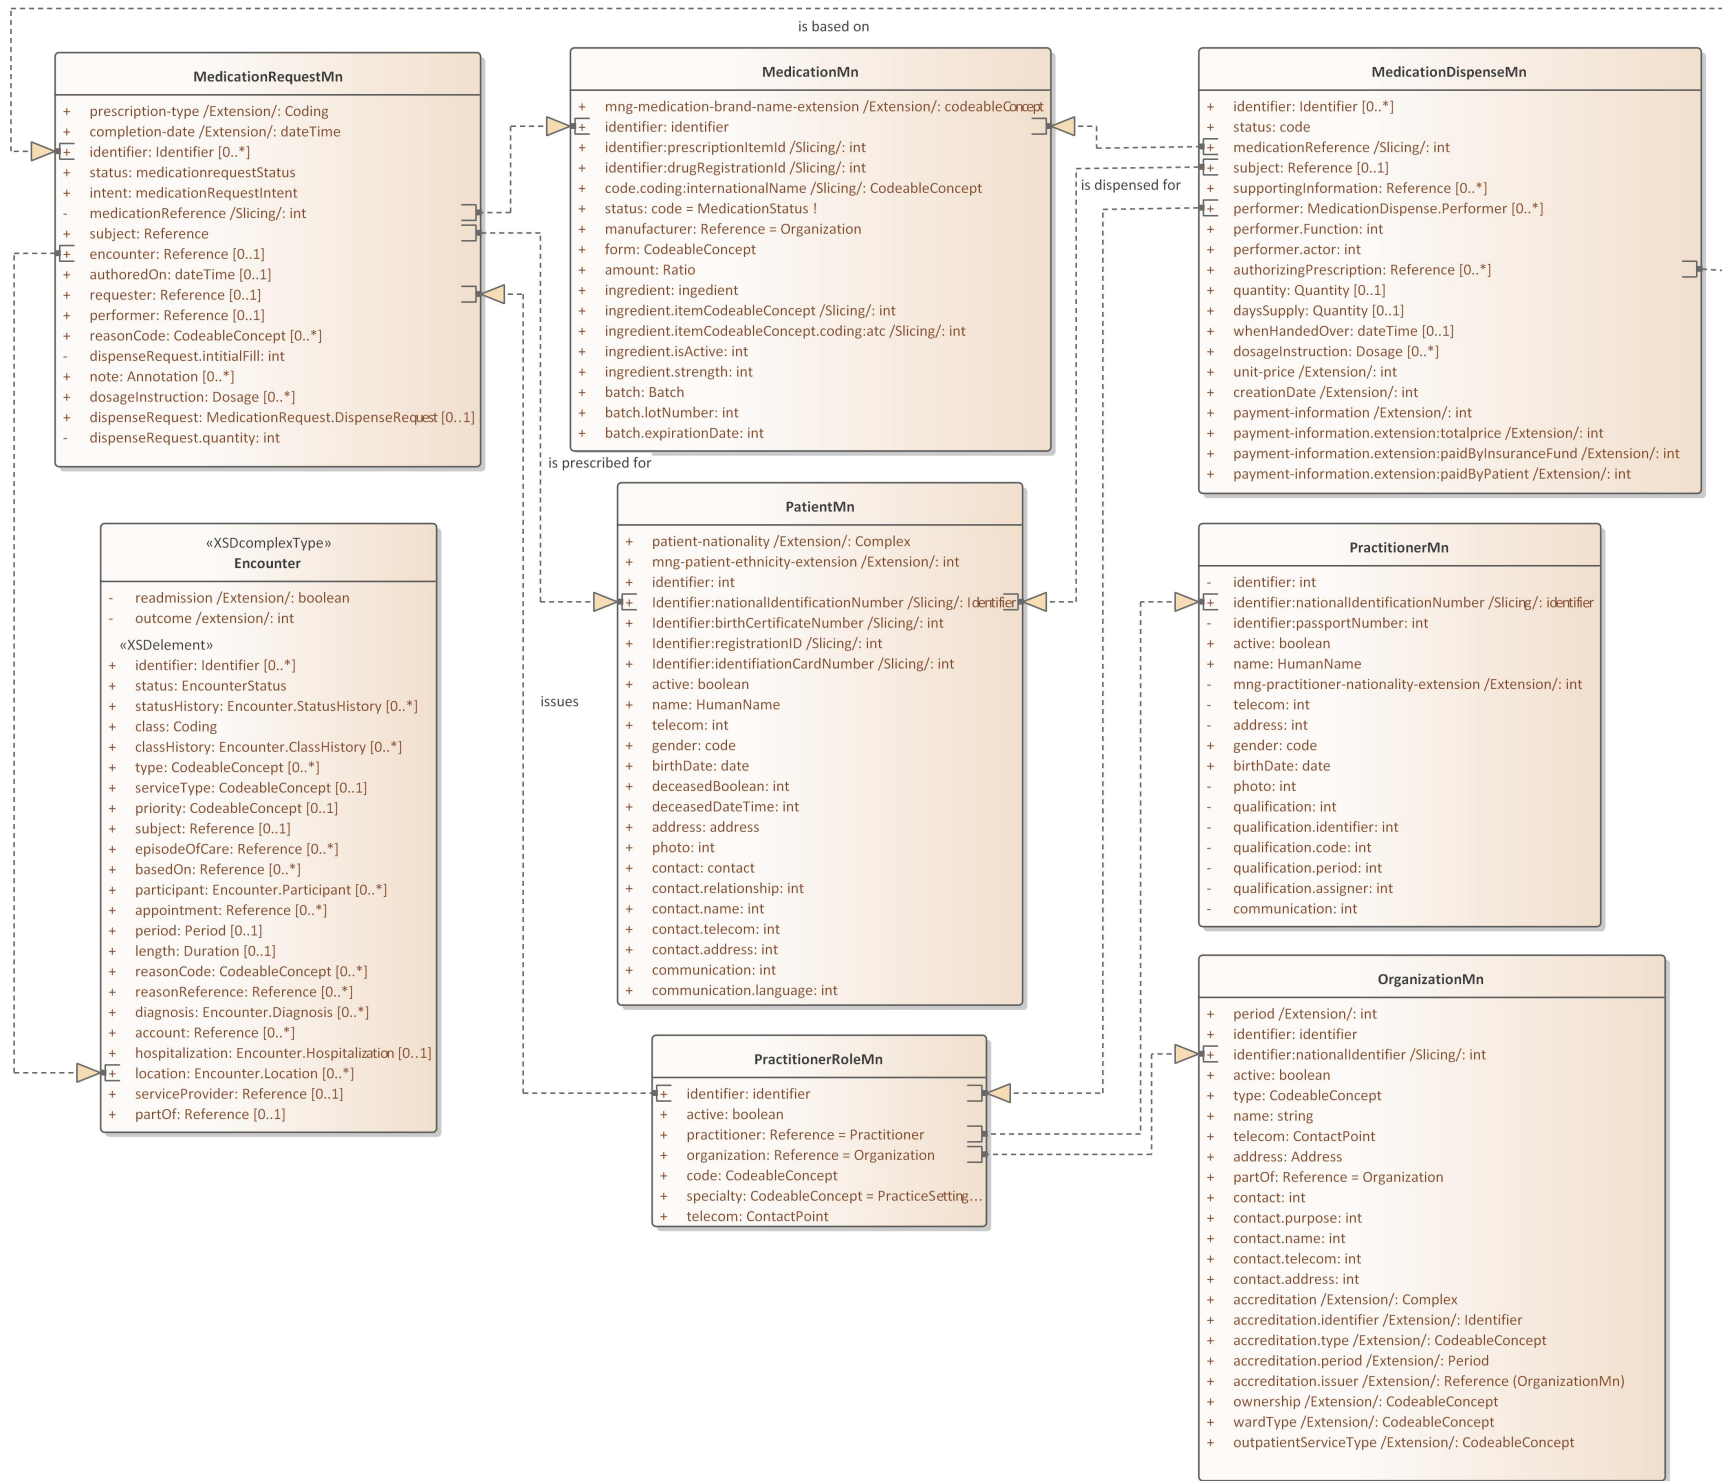 is based on
MedicationRequestMn
+ prescription-type /Extension/: Coding
+ completion-date /Extension/: dateTime
+ identifier: Identifier [0..*]
+ status: medicationrequestStatus
+ intent: medicationRequestIntent
- medicationReference /Slicing/: int
+ subject: Reference
+ encounter: Reference [0..1]
+ authoredOn: dateTime [0..1]
+ requester: Reference [0..1]
+ performer: Reference [0..1]
+ reasonCode: CodeableConcept [0..*]
- dispenseRequest.intitialFill: int
+ note: Annotation [0..*]
+ dosageInstruction: Dosage [0..*]
+ dispenseRequest: MedicationRequest.DispenseRequest [0..1]
- dispenseRequest.quantity: int
MedicationMn
+ mng-medication-brand-name-extension /Extension/: codeableConcept
+ identifier: identifier
+ identifier:prescriptionItemId /Slicing/: int
+ identifier:drugRegistrationId /Slicing/: int
+ code.coding:internationalName /Slicing/: CodeableConcept
+ status: code = MedicationStatus !
+ manufacturer: Reference = Organization
+ form: CodeableConcept
+ amount: Ratio
+ ingredient: ingedient
+ ingredient.itemCodeableConcept /Slicing/: int
+ ingredient.itemCodeableConcept.coding:atc /Slicing/: int
+ ingredient.isActive: int
+ ingredient.strength: int
+ batch: Batch
+ batch.lotNumber: int
+ batch.expirationDate: int
MedicationDispenseMn
+ identifier: Identifier [0..*]
+ status: code
+ medicationReference /Slicing/: int
+ subject: Reference [0..1]
+ supportingInformation: Reference [0..*]
+ performer: MedicationDispense.Performer [0..*]
+ performer.Function: int
+ performer.actor: int
+ authorizingPrescription: Reference [0..*]
+ quantity: Quantity [0..1]
+ daysSupply: Quantity [0..1]
+ whenHandedOver: dateTime [0..1]
+ dosageInstruction: Dosage [0..*]
+ unit-price /Extension/: int
+ creationDate /Extension/: int
+ payment-information /Extension/: int
+ payment-information.extension:totalprice /Extension/: int
+ payment-information.extension:paidByInsuranceFund /Extension/: int
+ payment-information.extension:paidByPatient /Extension/: int
is dispensed for
is prescribed for
issues
«XSDcomplexType»
Encounter
- readmission /Extension/: boolean
- outcome /extension/: int
«XSDelement»
+ identifier: Identifier [0..*]
+ status: EncounterStatus
+ statusHistory: Encounter.StatusHistory [0..*]
+ class: Coding
+ classHistory: Encounter.ClassHistory [0..*]
+ type: CodeableConcept [0..*]
+ serviceType: CodeableConcept [0..1]
+ priority: CodeableConcept [0..1]
+ subject: Reference [0..1]
+ episodeOfCare: Reference [0..*]
+ basedOn: Reference [0..*]
+ participant: Encounter.Participant [0..*]
+ appointment: Reference [0..*]
+ period: Period [0..1]
+ length: Duration [0..1]
+ reasonCode: CodeableConcept [0..*]
+ reasonReference: Reference [0..*]
+ diagnosis: Encounter.Diagnosis [0..*]
+ account: Reference [0..*]
+ hospitalization: Encounter.Hospitalization [0..1]
+ location: Encounter.Location [0..*]
+ serviceProvider: Reference [0..1]
+ partOf: Reference [0..1]
PatientMn
+ patient-nationality /Extension/: Complex
+ mng-patient-ethnicity-extension /Extension/: int
+ identifier: int
+ Identifier:nationalIdentificationNumber /Slicing/: Identifier
+ Identifier:birthCertificateNumber /Slicing/: int
+ Identifier:registrationID /Slicing/: int
+ Identifier:identifiationCardNumber /Slicing/: int
+ active: boolean
+ name: HumanName
+ telecom: int
+ gender: code
+ birthDate: date
+ deceasedBoolean: int
+ deceasedDateTime: int
+ address: address
+ photo: int
+ contact: contact
+ contact.relationship: int
+ contact.name: int
+ contact.telecom: int
+ contact.address: int
+ communication: int
+ communication.language: int
PractitionerMn
- identifier: int
+ identifier:nationalIdentificationNumber /Slicing/: identifier
- identifier:passportNumber: int
+ active: boolean
+ name: HumanName
- mng-practitioner-nationality-extension /Extension/: int
- telecom: int
- address: int
+ gender: code
+ birthDate: date
- photo: int
- qualification: int
- qualification.identifier: int
- qualification.code: int
- qualification.period: int
- qualification.assigner: int
- communication: int
PractitionerRoleMn
+ identifier: identifier
+ active: boolean
+ practitioner: Reference = Practitioner
+ organization: Reference = Organization
+ code: CodeableConcept
+ specialty: CodeableConcept = PracticeSetting...
+ telecom: ContactPoint
OrganizationMn
+ period /Extension/: int
+ identifier: identifier
+ identifier:nationalIdentifier /Slicing/: int
+ active: boolean
+ type: CodeableConcept
+ name: string
+ telecom: ContactPoint
+ address: Address
+ partOf: Reference = Organization
+ contact: int
+ contact.purpose: int
+ contact.name: int
+ contact.telecom: int
+ contact.address: int
+ accreditation /Extension/: Complex
+ accreditation.identifier /Extension/: Identifier
+ accreditation.type /Extension/: CodeableConcept
+ accreditation.period /Extension/: Period
+ accreditation.issuer /Extension/: Reference (OrganizationMn)
+ ownership /Extension/: CodeableConcept
+ wardType /Extension/: CodeableConcept
+ outpatientServiceType /Extension/: CodeableConcept